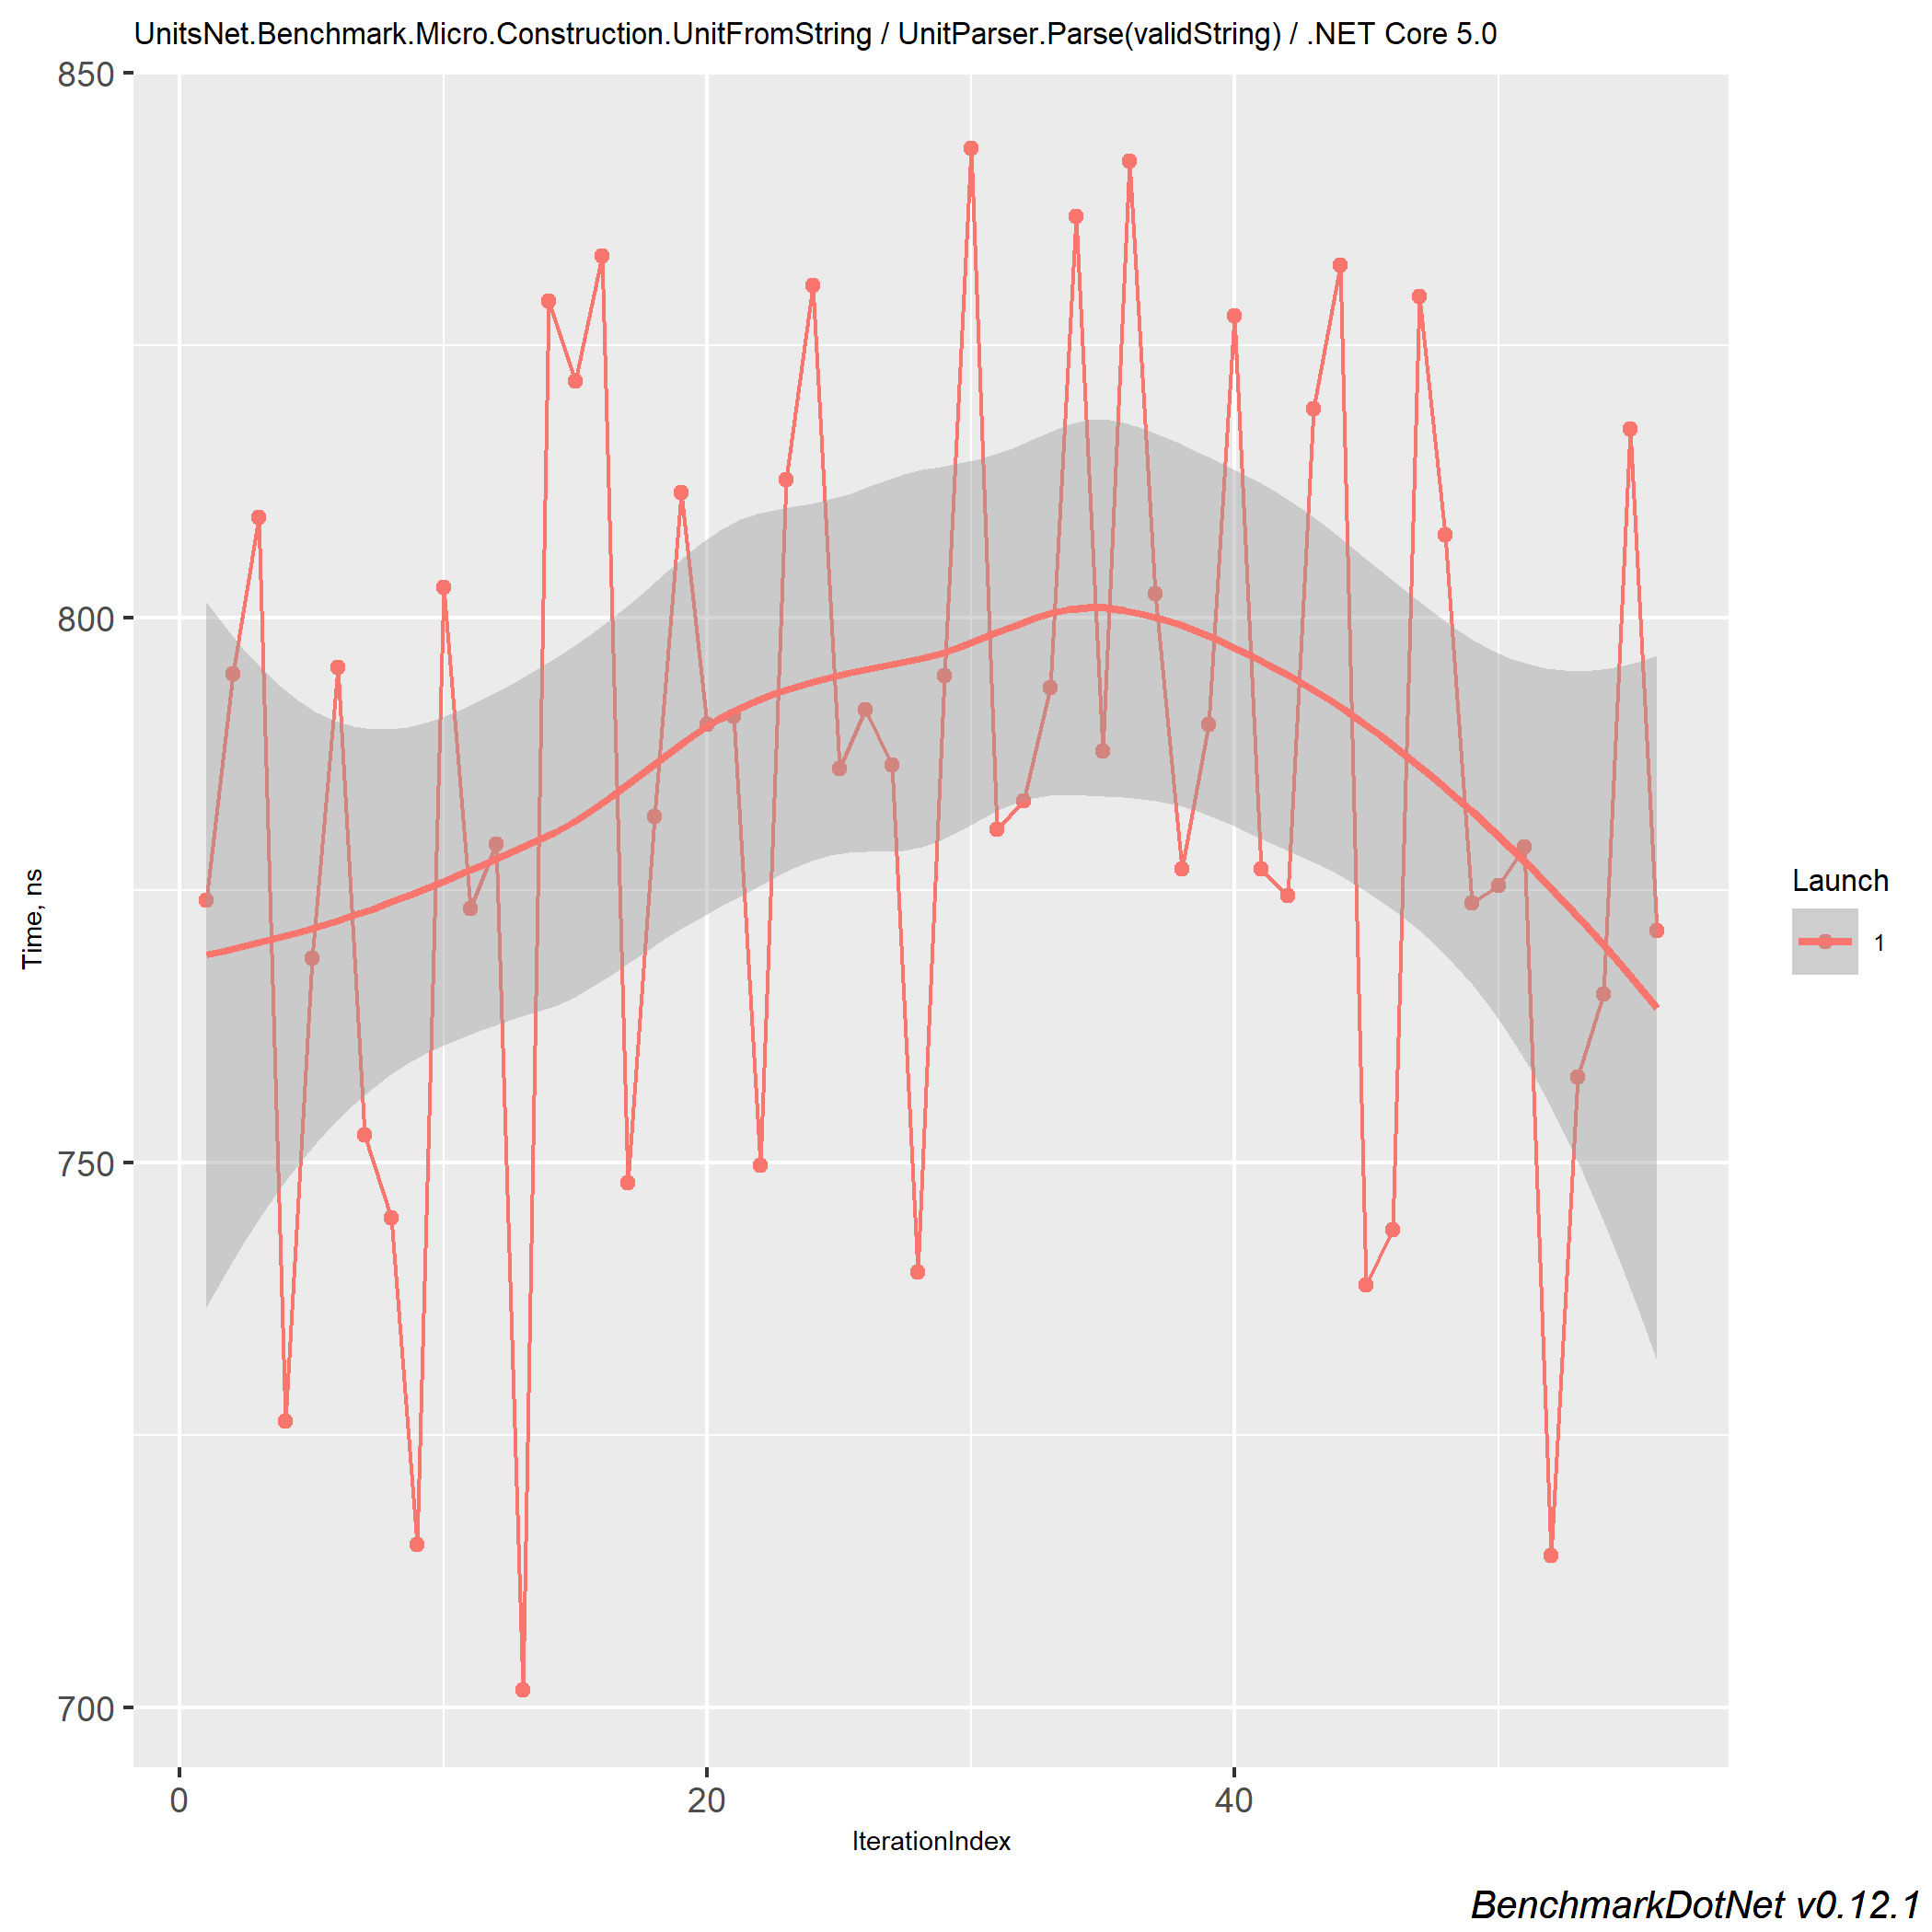 UnitsNet.Benchmark.Micro.Construction.UnitFromString / UnitParser.Parse(validString) / .NET Core 5.0
850
800
750
700
Time, ns
0 20 40
IterationIndex
Launch
1
BenchmarkDotNet v0.12.1